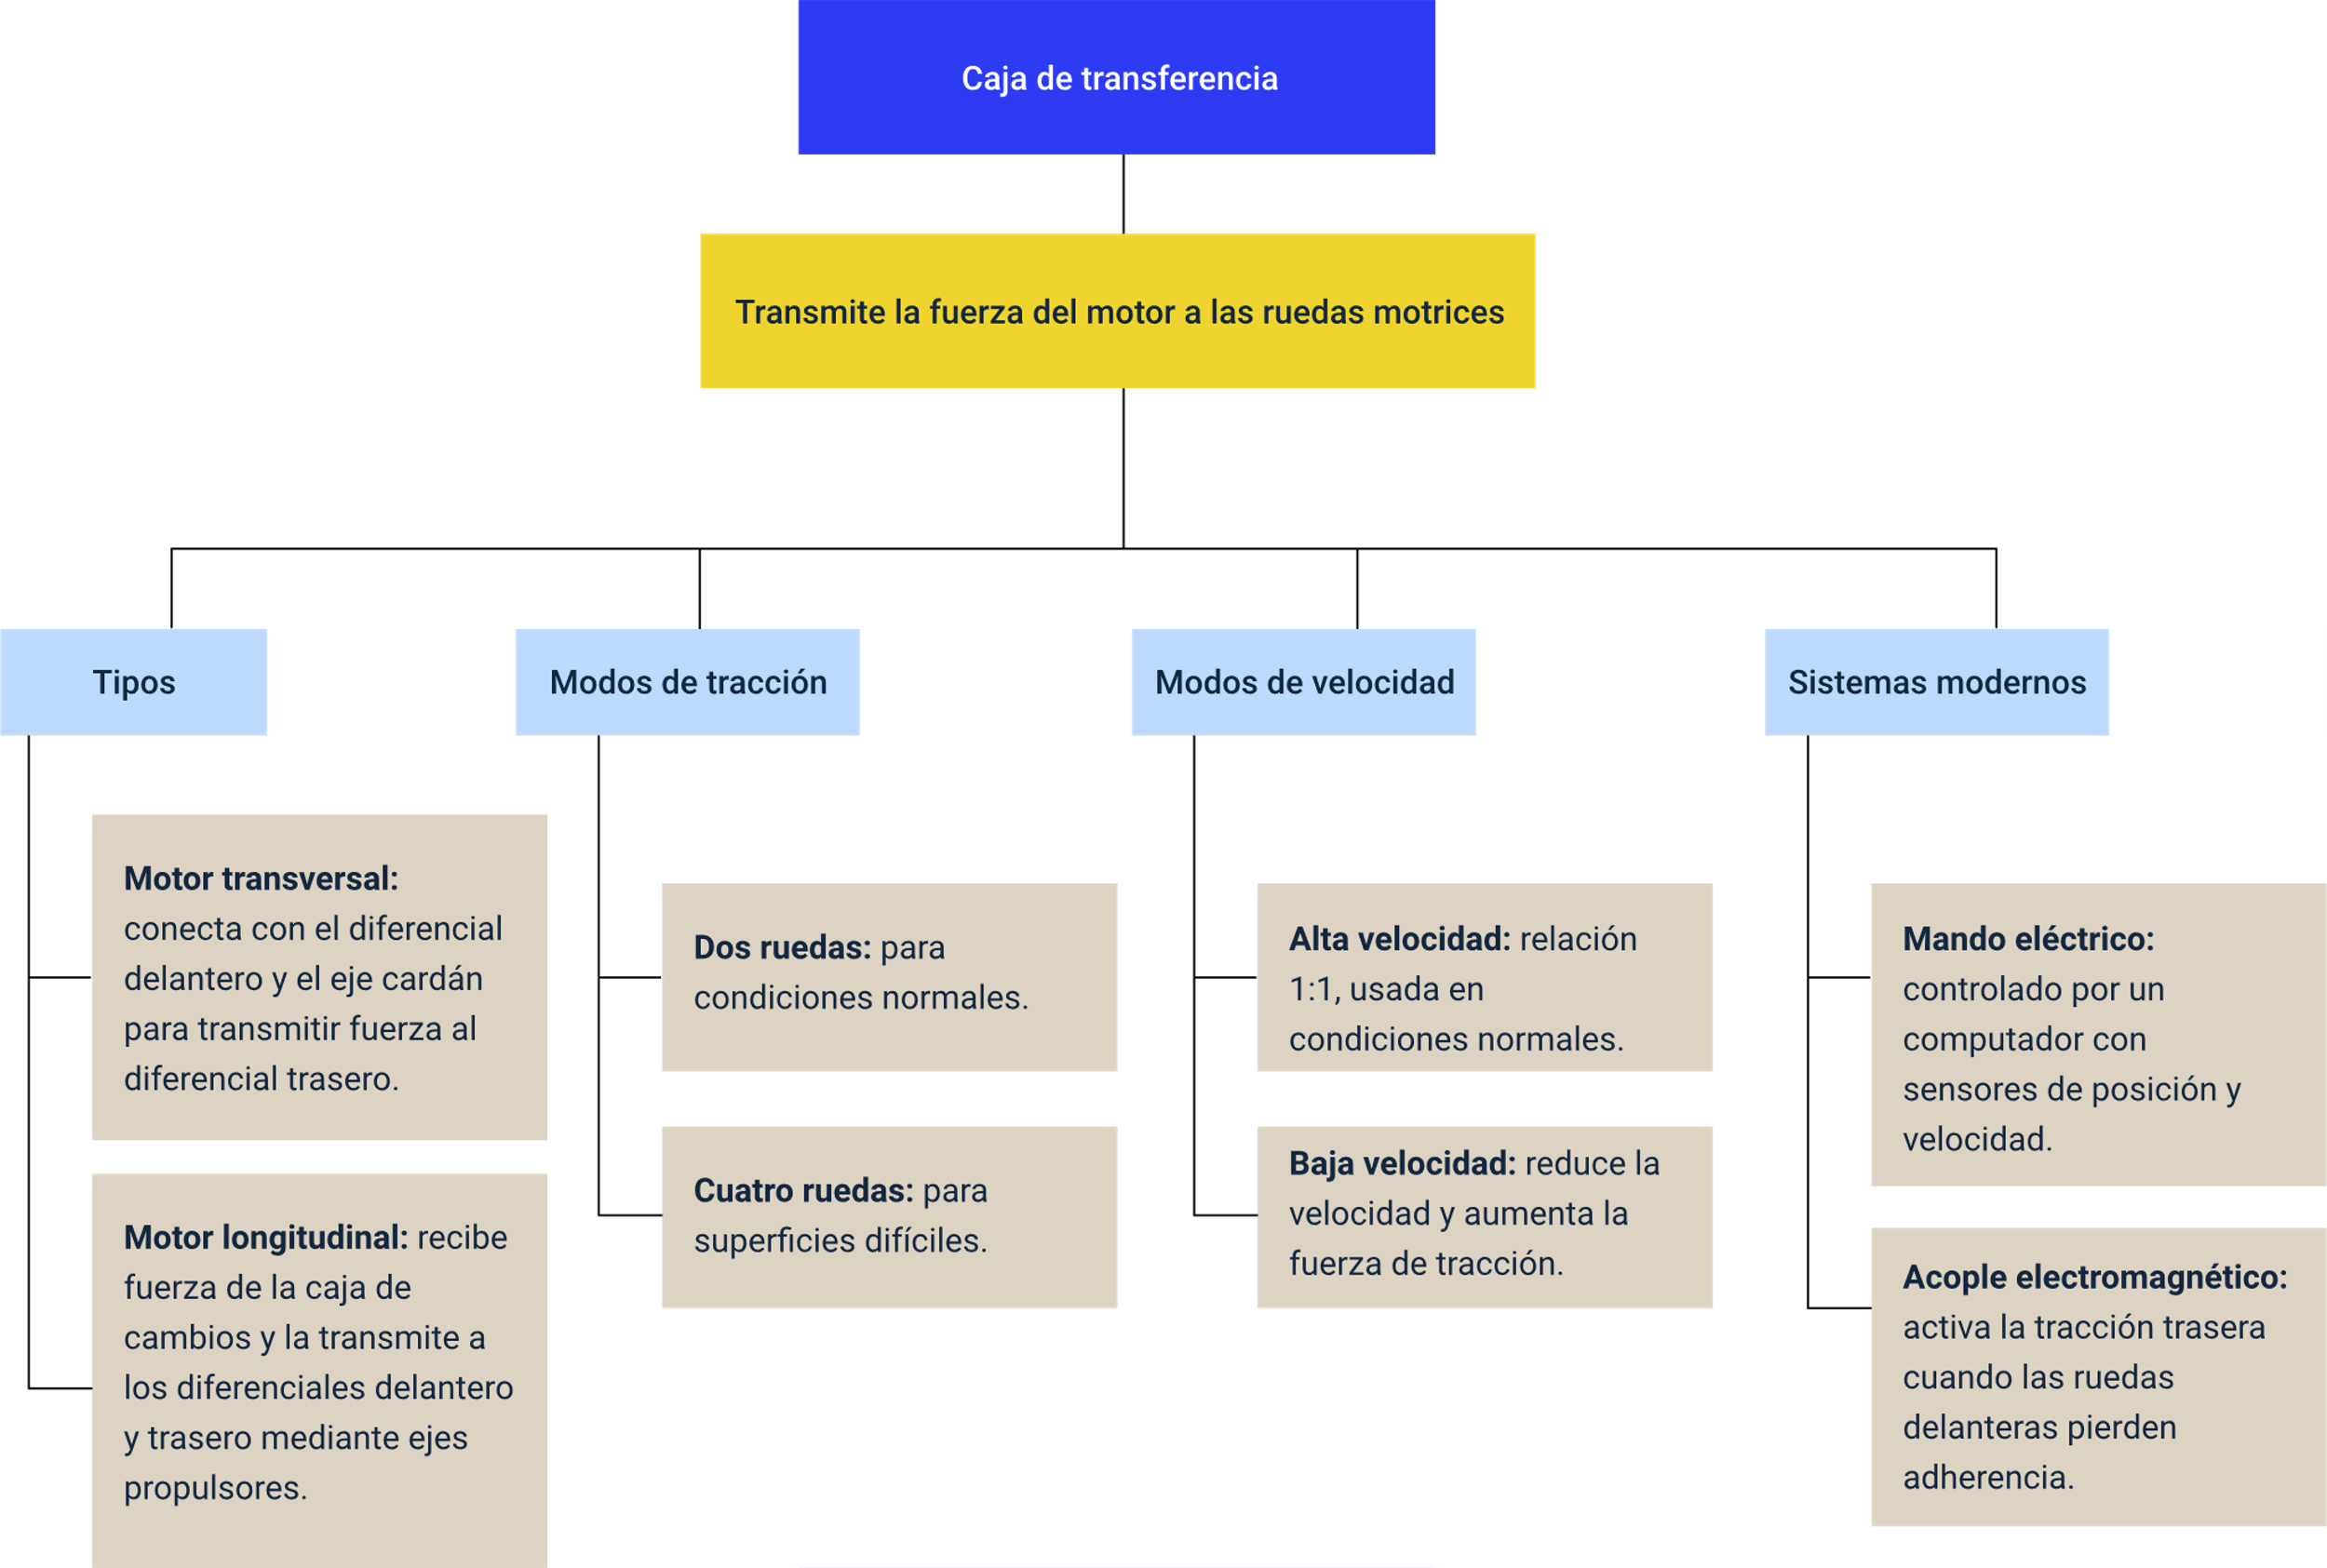 Caja de transferencia
Transmite la fuerza del motor a las ruedas motrices
Tipos
Motor transversal:
conecta con el diferencial
delantero y el eje cardán
para transmitir fuerza al
diferencial trasero.
Motor longitudinal: recibe
fuerza de la caja de
cambios y la transmite a
los diferenciales delantero
y trasero mediante ejes
propulsores.
Modos de tracción
Dos ruedas: para
condiciones normales.
Cuatro ruedas: para
superficies difíciles.
Modos de velocidad
Alta velocidad: relación
1:1, usada en
condiciones normales.
Baja velocidad: reduce la
velocidad y aumenta la
fuerza de tracción.
Sistemas modernos
Mando eléctrico:
controlado por un
computador con
sensores de posición y
velocidad.
Acople electromagnético:
activa la tracción trasera
cuando las ruedas
delanteras pierden
adherencia.